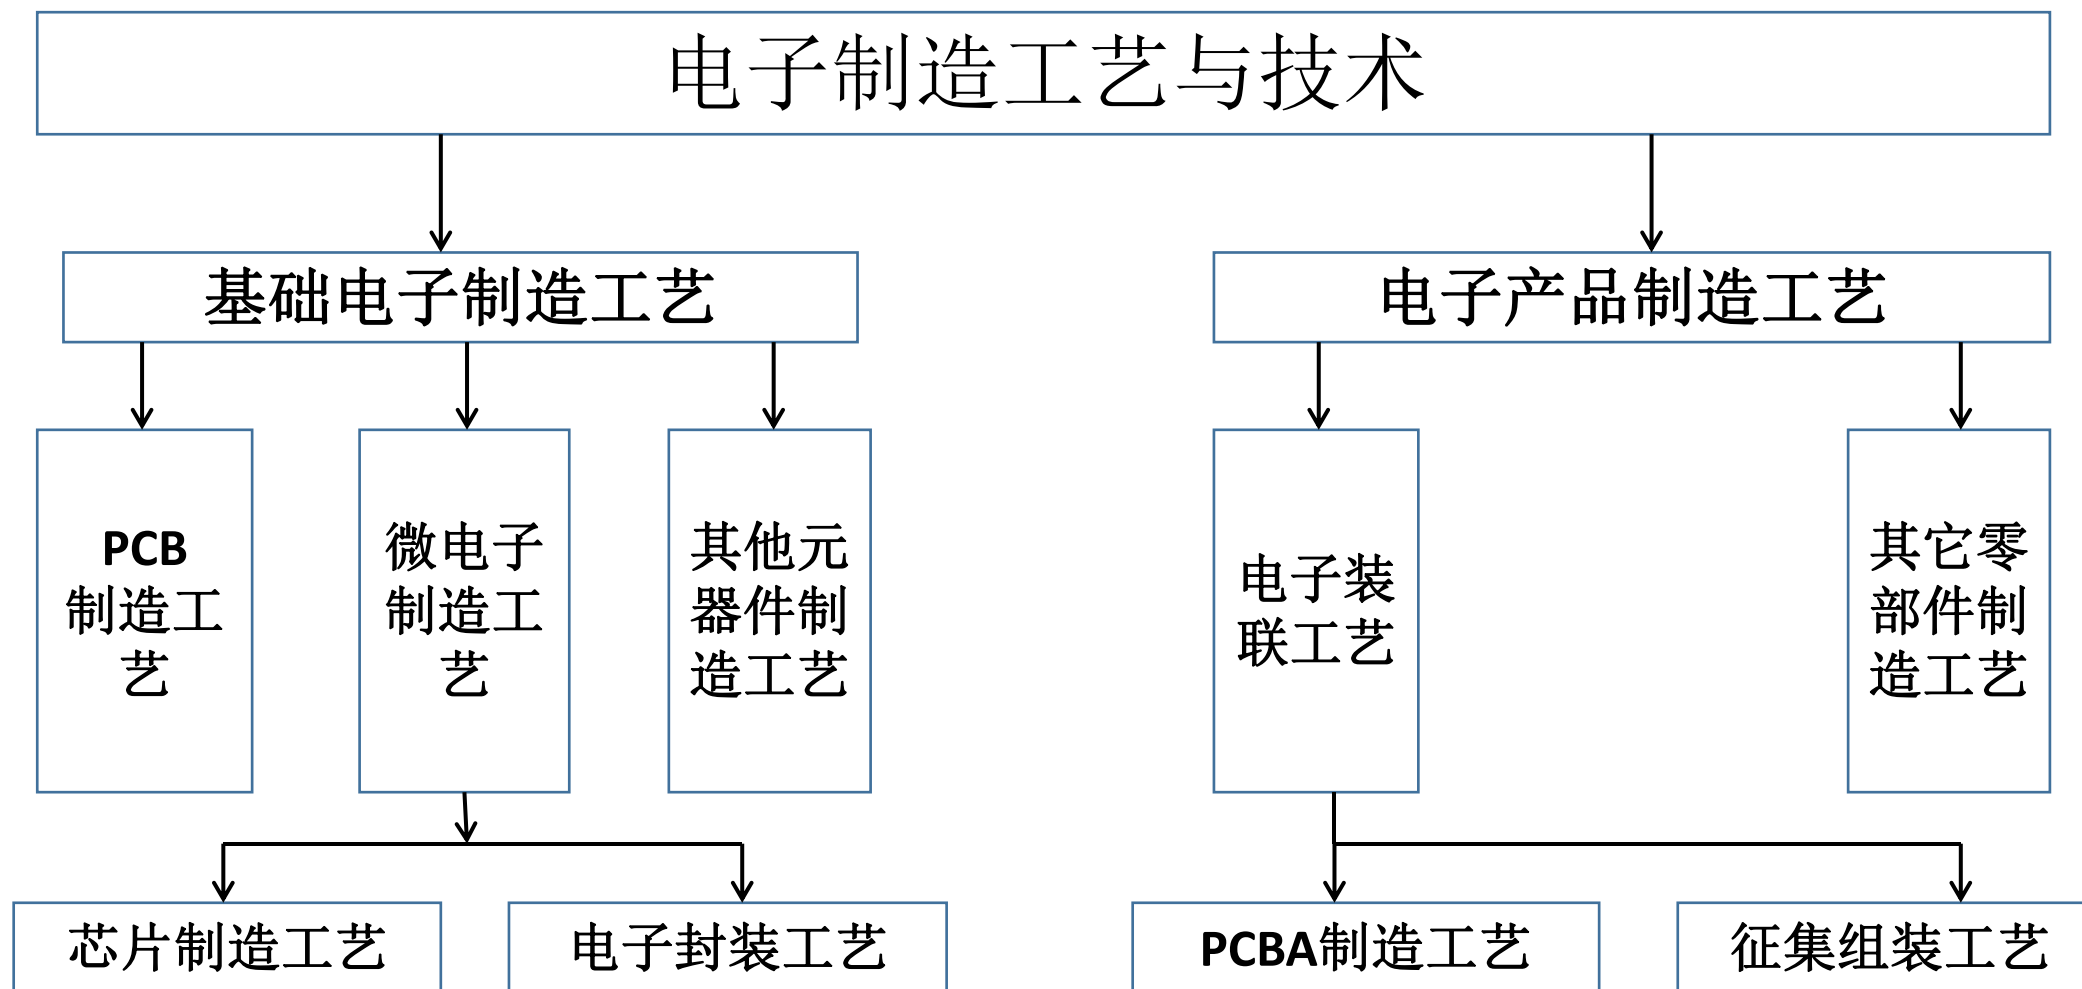 电子制造工艺与技术
基础电子制造工艺
电子产品制造工艺
PCB
制造工
艺
微电子
制造工
艺
其他元
器件制
造工艺
电子装
联工艺
其它零
部件制
造工艺
芯片制造工艺
电子封装工艺
PCBA制造工艺
征集组装工艺